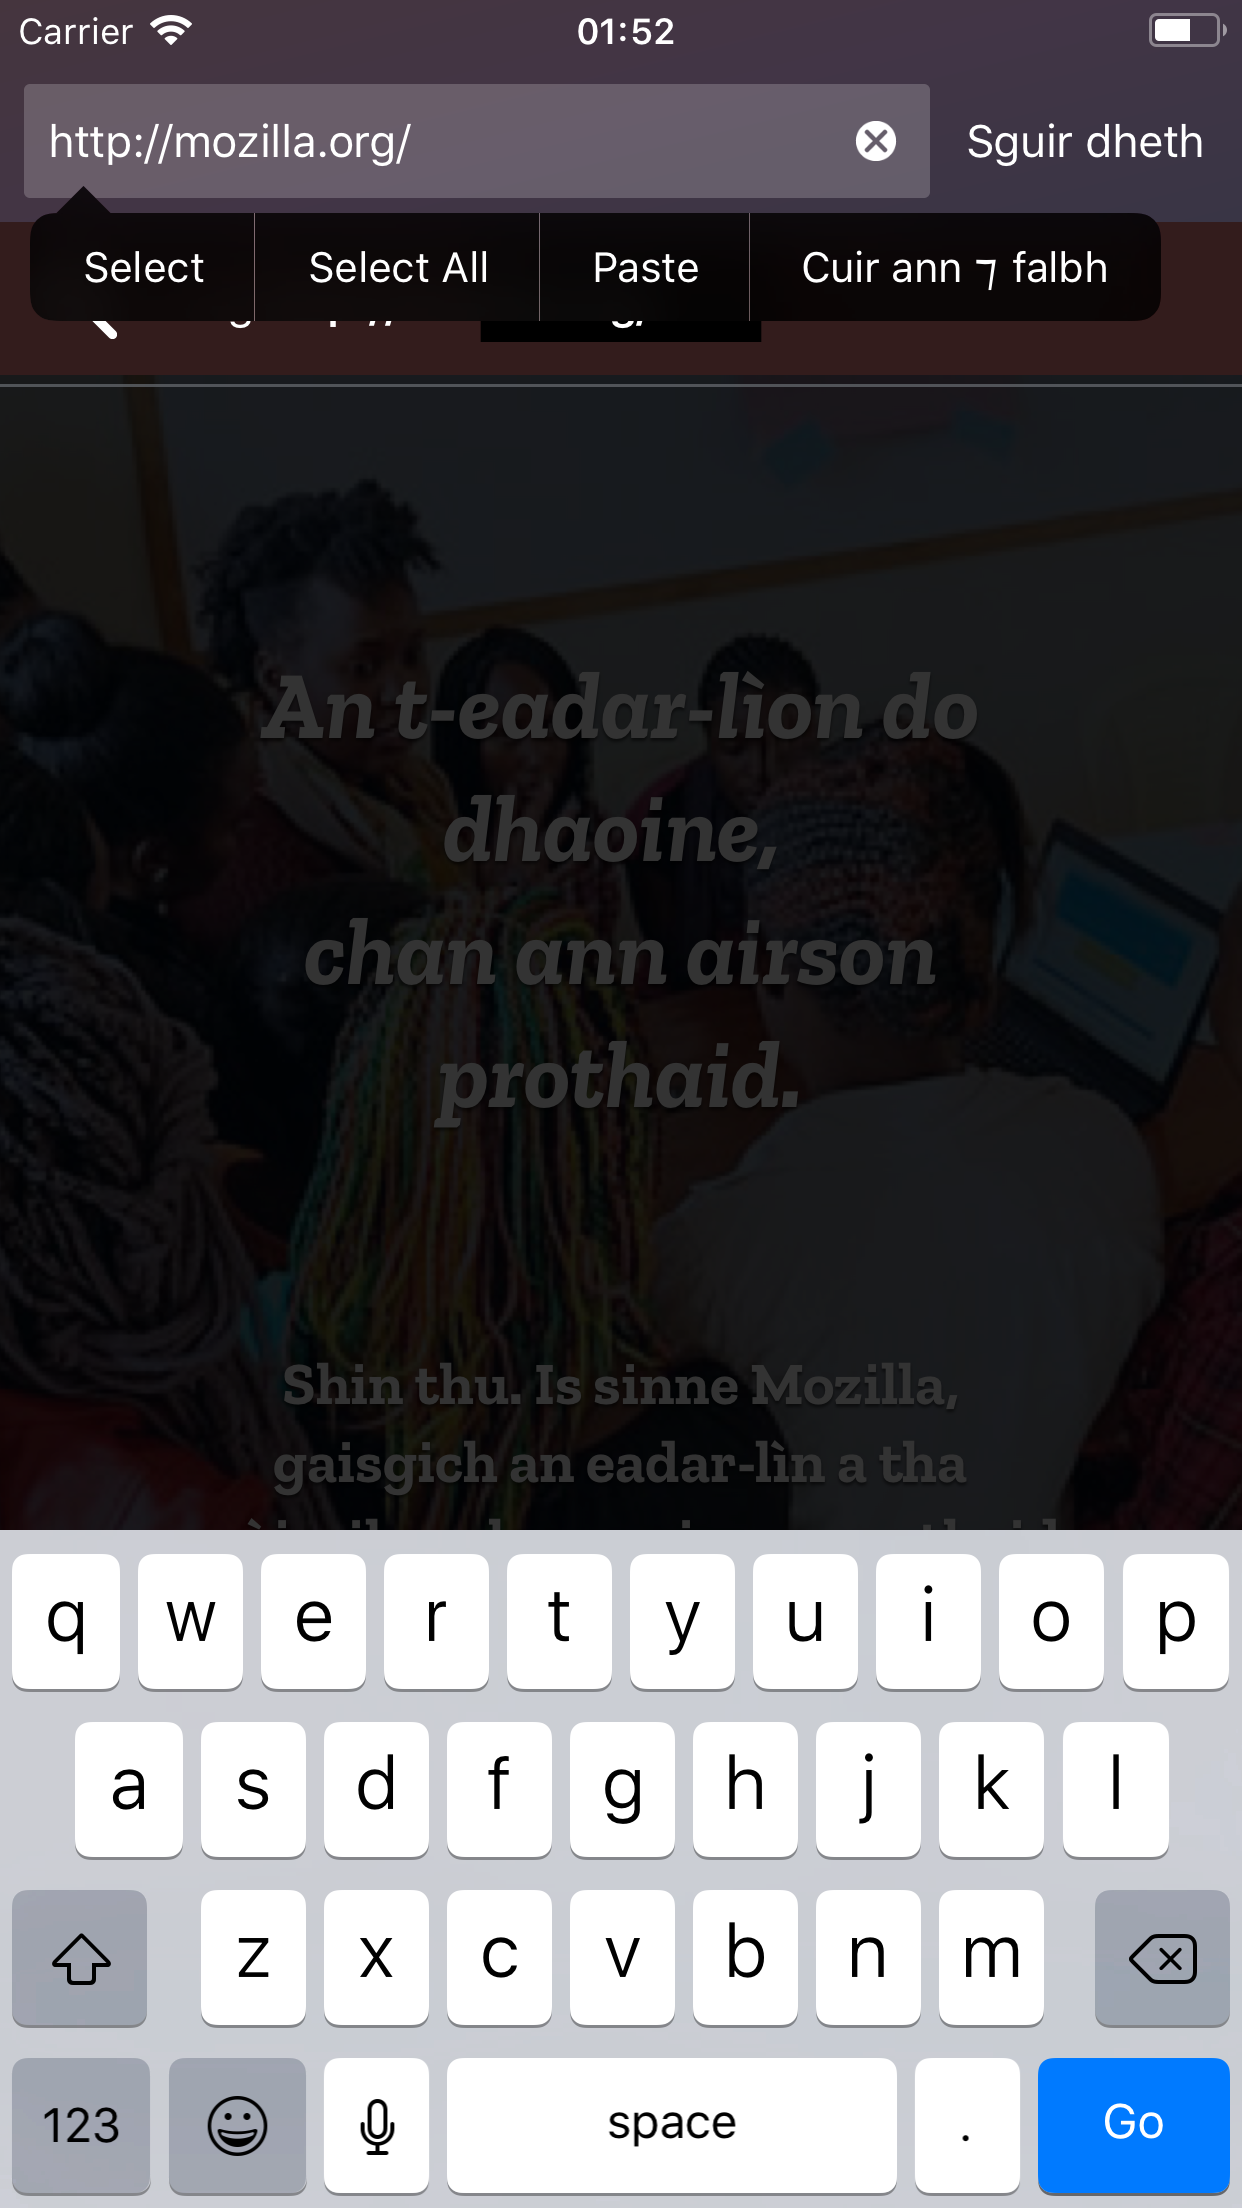 Carrier 01:52
http://mozilla.org/ Sguir dheth
Select Select All Paste Cuir ann ⁊ falbh
An t-eadar-lìon do
dhaoine,
chan ann airson
prothaid.
Shin thu. Is sinne Mozilla,
gaisgich an eadar-lìn a tha
q w e r t y u i o p
a s d f g h j k l
z x c v b n m
123 space . Go